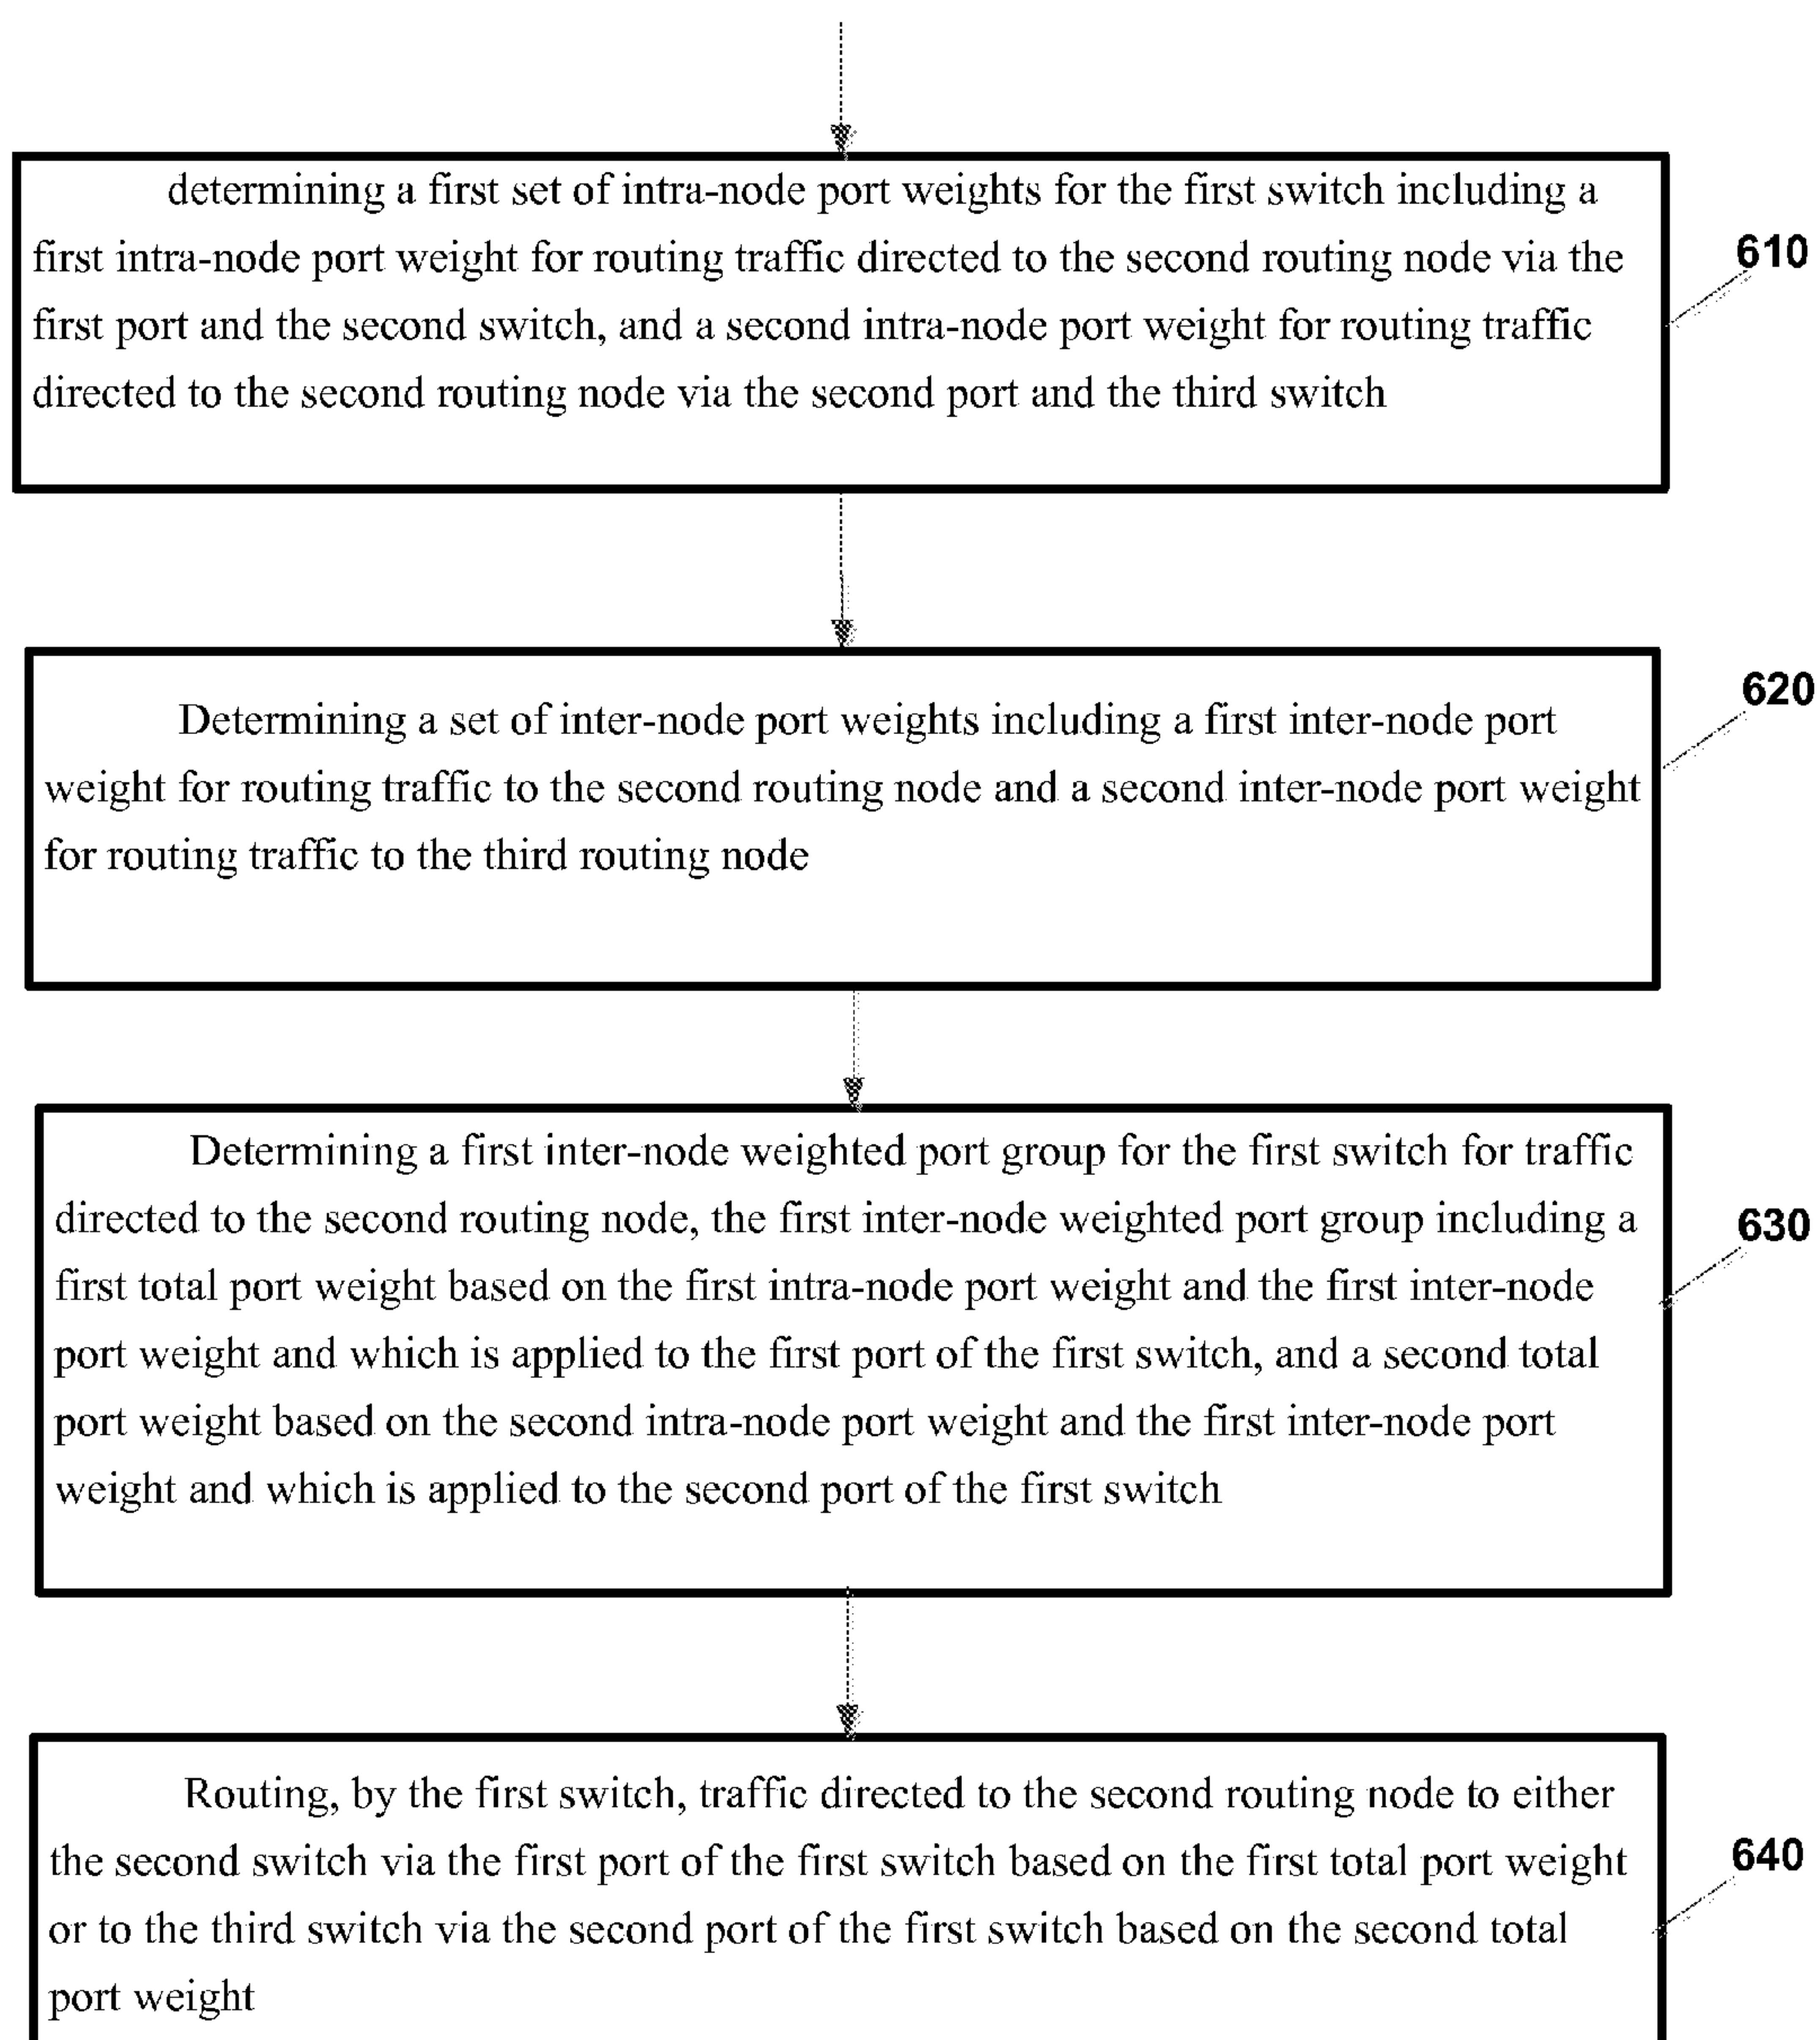 determining a first set of intra-node port weights for the first switch including a
first intra-node port weight for routing traffic directed to the second routing node via the
first port and the second switch, and a second intra-node port weight for routing traffic
directed to the second routing node via the second port and the third switch
610
Determining a set of inter-node port weights including a first inter-node port
weight for routing traffic to the second routing node and a second inter-node port weight
for routing traffic to the third routing node
620
Determining a first inter-node weighted port group for the first switch for traffic
directed to the second routing node, the first inter-node weighted port group including a
first total port weight based on the first intra-node port weight and the first inter-node
port weight and which is applied to the first port of the first switch, and a second total
port weight based on the second intra-node port weight and the first inter-node port
weight and which is applied to the second port of the first switch
630
Routing, by the first switch, traffic directed to the second routing node to either
the second switch via the first port of the first switch based on the first total port weight
or to the third switch via the second port of the first switch based on the second total
port weight
640